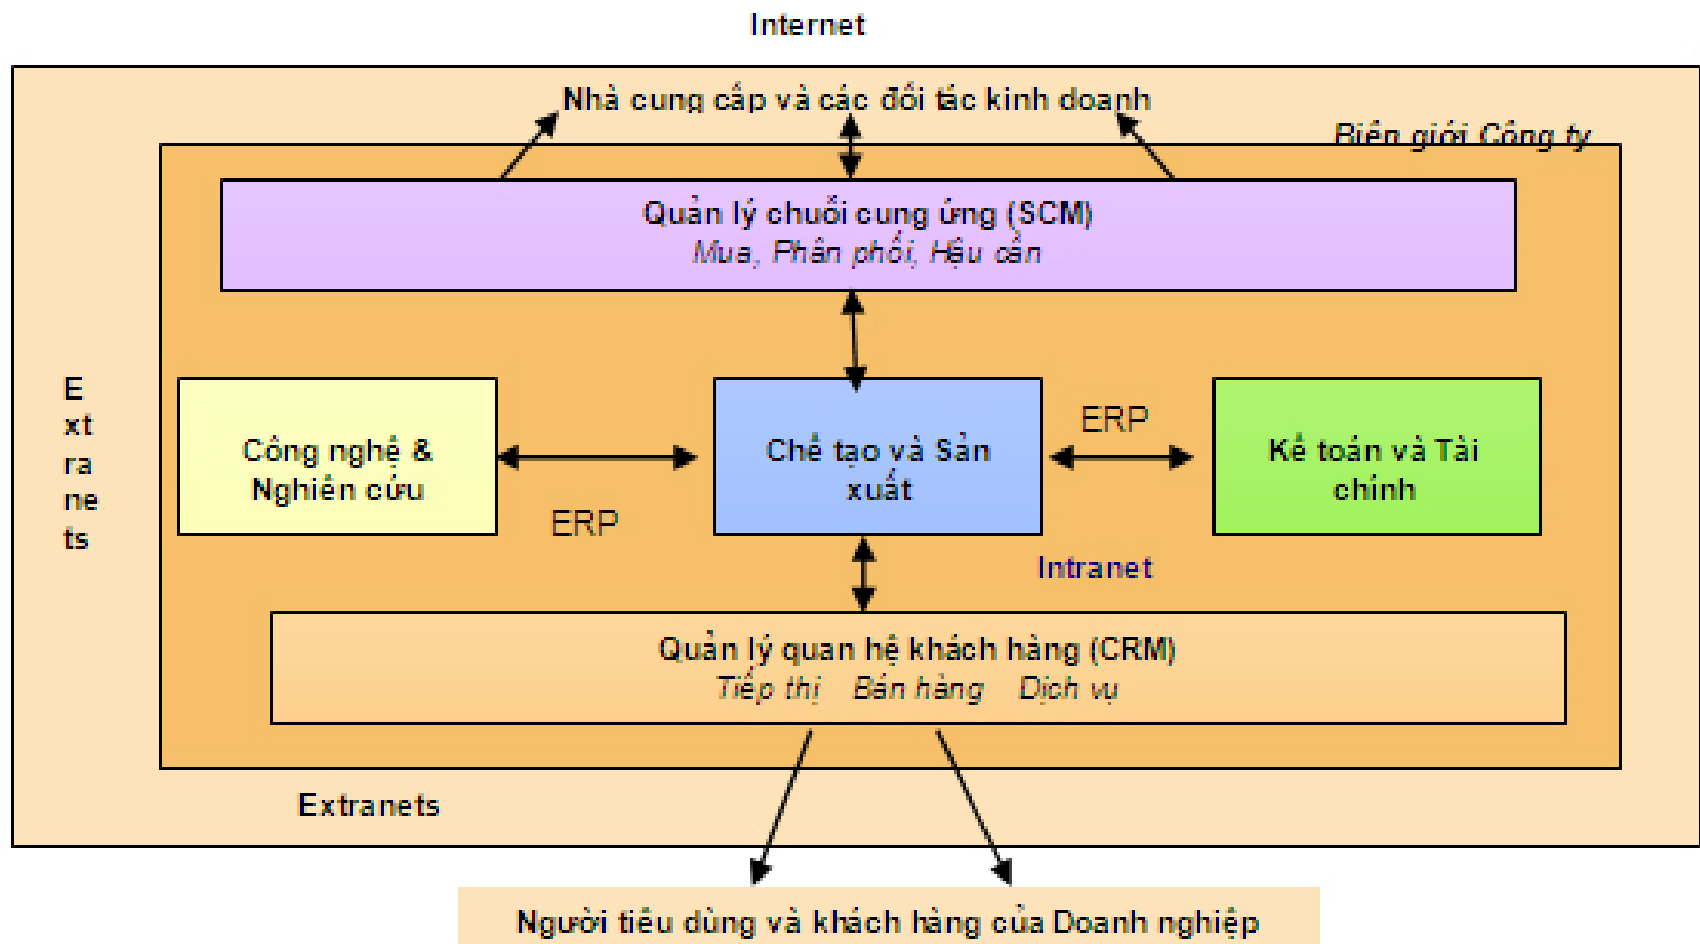 Internet
Nhà cung cấp và các đối tác kinh doanh
Biên giới Công ty
Quản lý chuỗi cung ứng (SCM)
Mua, Phân phối, Hậu cần
E
xt
ra
ne
ts
Công nghệ &
Nghiên cứu
ERP
Chế tạo và Sản
xuất
ERP
Kế toán và Tài
chính
Intranet
Quản lý quan hệ khách hàng (CRM)
Tiếp thị Bán hàng Dịch vụ
Extranets
Người tiêu dùng và khách hàng của Doanh nghiệp